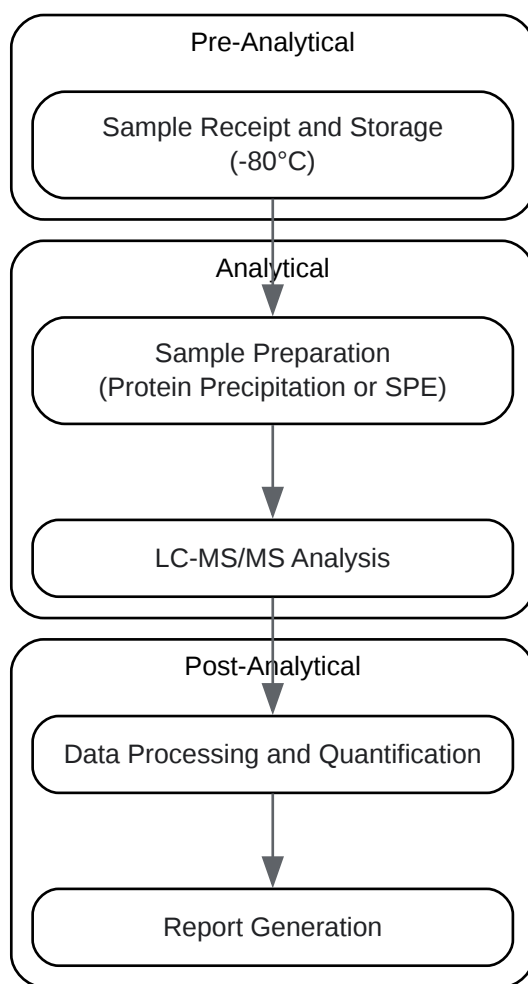 Pre-Analytical
Sample Receipt and Storage
(-80°C)
Analytical
Sample Preparation
(Protein Precipitation or SPE)
LC-MS/MS Analysis
Post-Analytical
Data Processing and Quantification
Report Generation